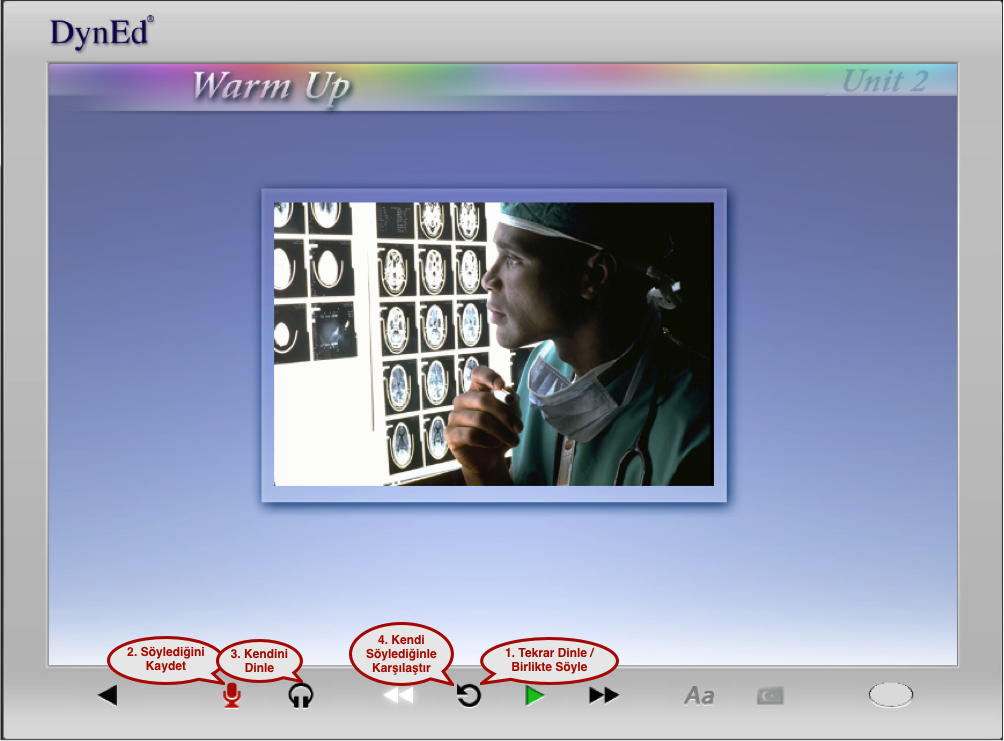 DynEd®
Warm Up
Unit 2
2. Söylediğini
Kaydet
3. Kendini
Dinle
4. Kendi
Söylediğinle
Karşılaştır
1. Tekrar Dinle /
Birlikte Söyle
Aa